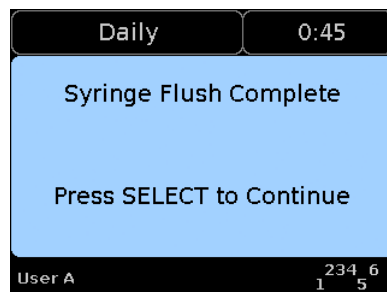 Daily 0:45
Syringe Flush Complete
Press SELECT to Continue
User A 1 234 5 6